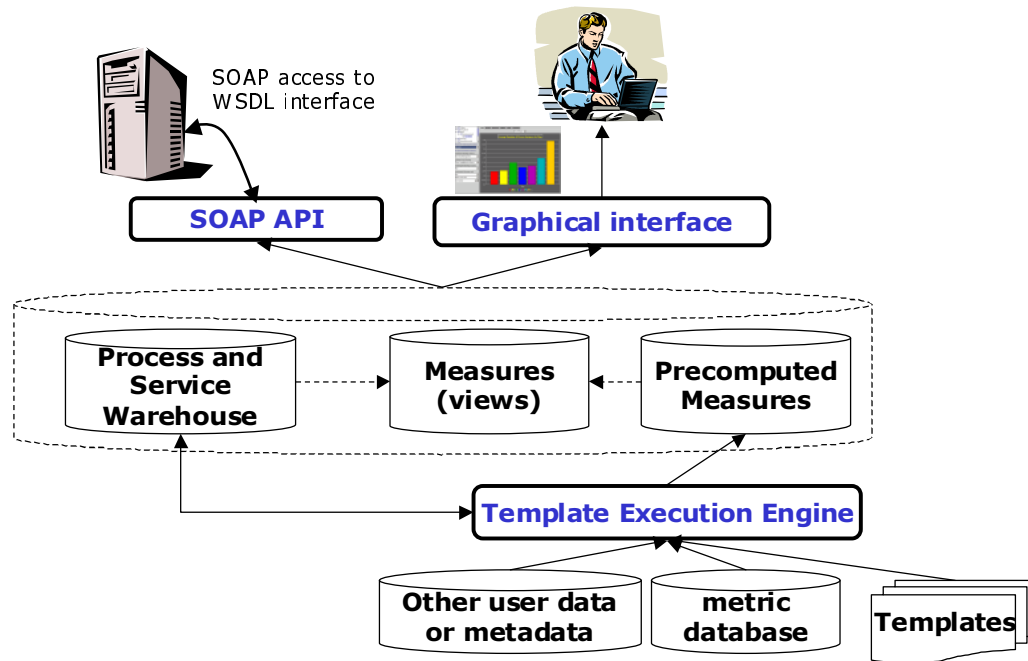 SOAP access to
WSDL interface
SOAP API
Graphical interface
Process and
Service
Warehouse
Measures
(views)
Precomputed
Measures
Template Execution Engine
Other user data
or metadata
metric
database
Templates